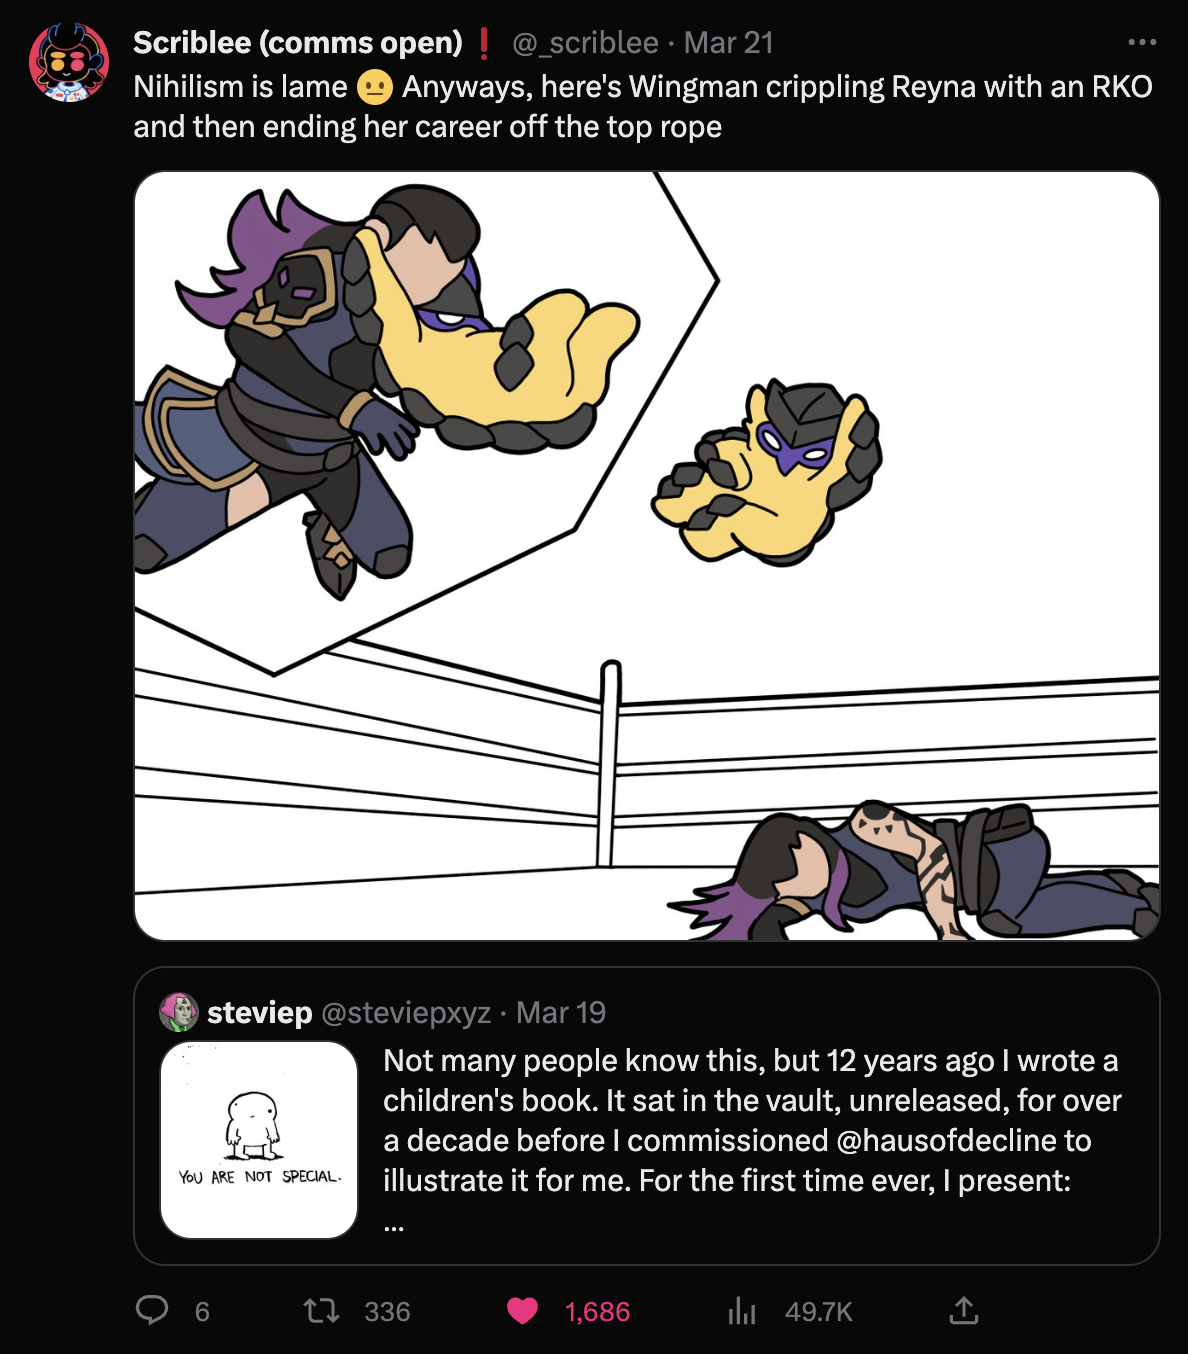 Scriblee (comms open)❗ @_scriblee · Mar 21
Nihilism is lame 😐 Anyways, here's Wingman crippling Reyna with an RKO
and then ending her career off the top rope
steviep @steviepxyz · Mar 19
YOU ARE NOT SPECIAL.
Not many people know this, but 12 years ago I wrote a
children's book. It sat in the vault, unreleased, for over
a decade before I commissioned @hausofdecline to
illustrate it for me. For the first time ever, I present:
...
6 336 1,686 49.7K